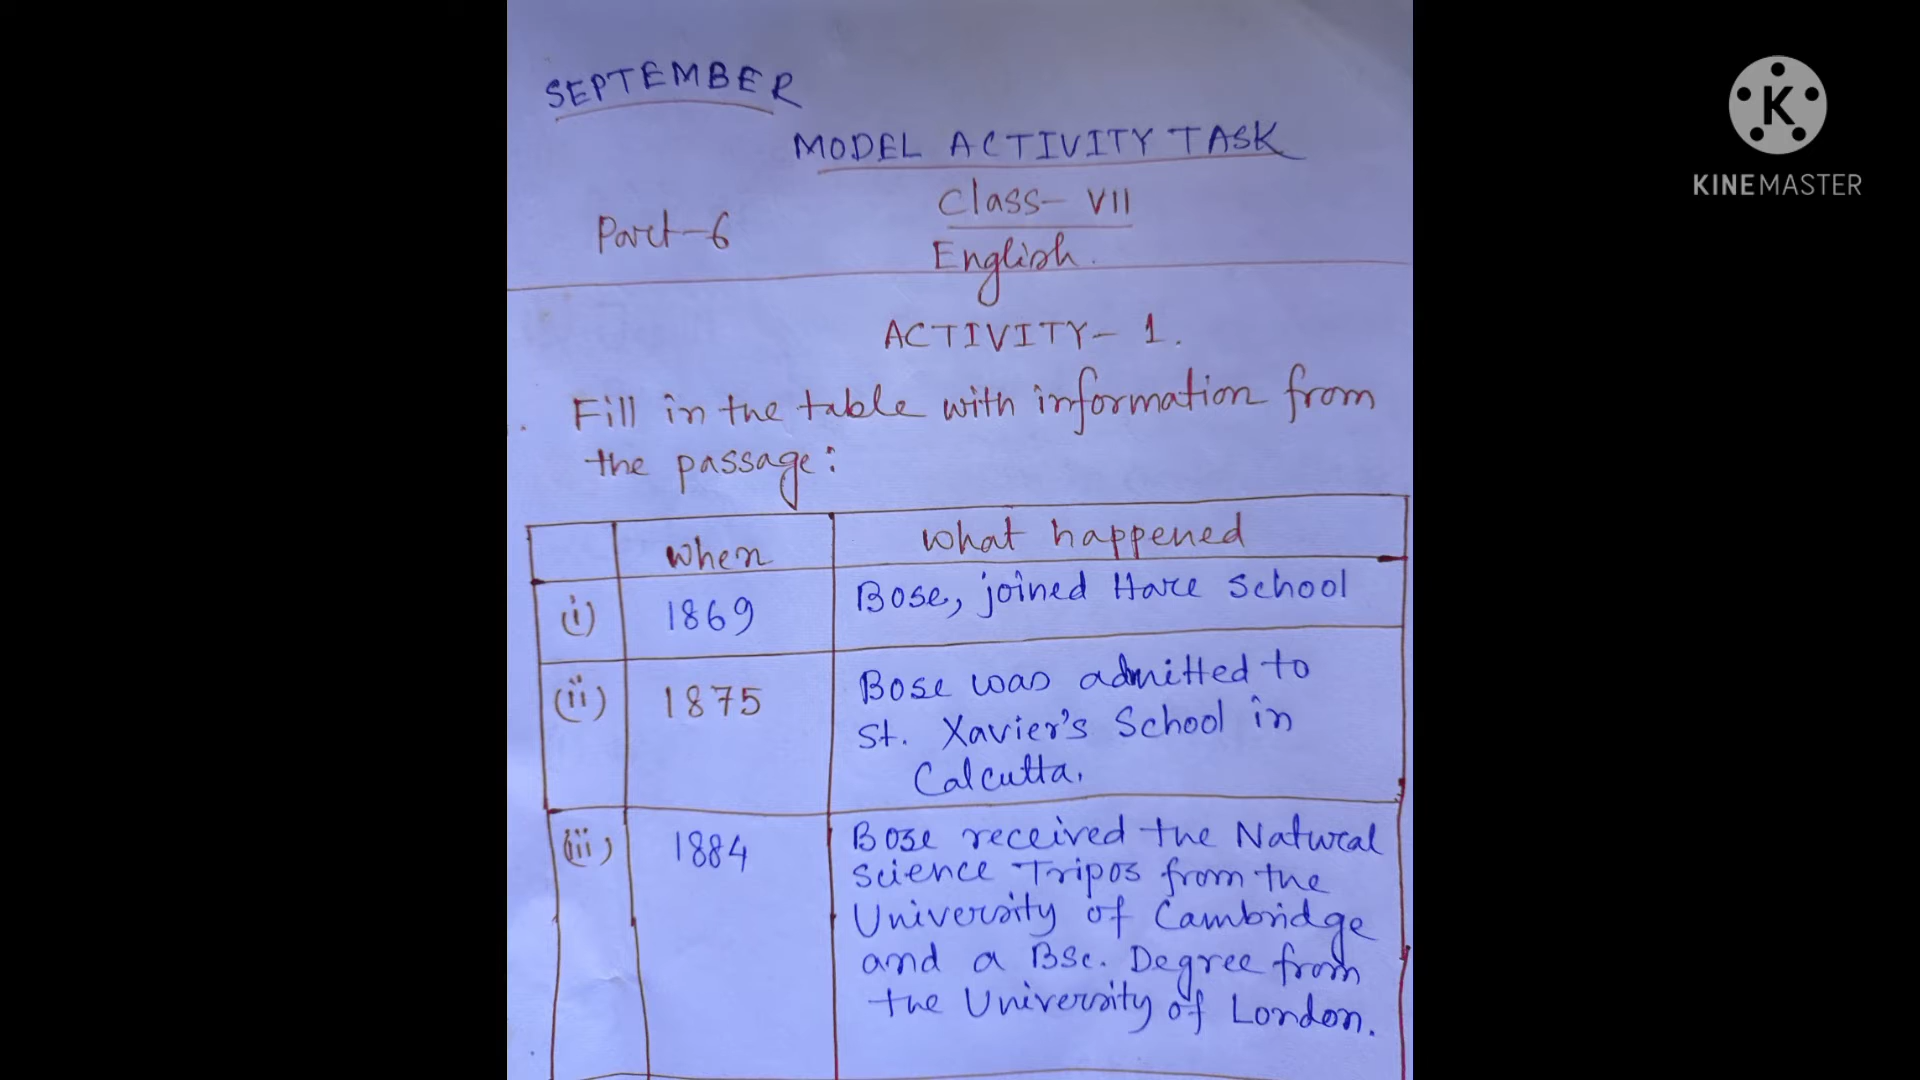 SEPTEMBER
MODEL ACTIVITY TASK
Class- VII
Part-6
English.
ACTIVITY- 1.
Fill in the table with information from
the passage:
when
what happened
(i)
1869
Bose, joined Hare School
(ii)
1875
Bose was admitted to
St. Xavier's School in
Calcutta.
(iii)
1884
Bose received the Natural
Science Tripos from the
University of Cambridge
and a BSc. Degree from
the University of London.
K
KINEMASTER